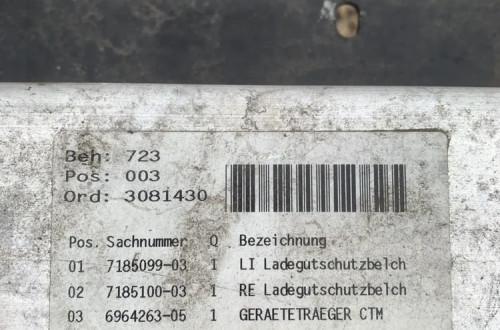 Beh: 723
Pos: 003
Ord: 3081430
Pos. Sachnummer Q Bezeichnung
01 7185099-03 1 LI Ladegutschutzbelch
02 7185100-03 1 RE Ladegutschutzbelch
03 6964263-05 1 GERAETETRAEGER CTM